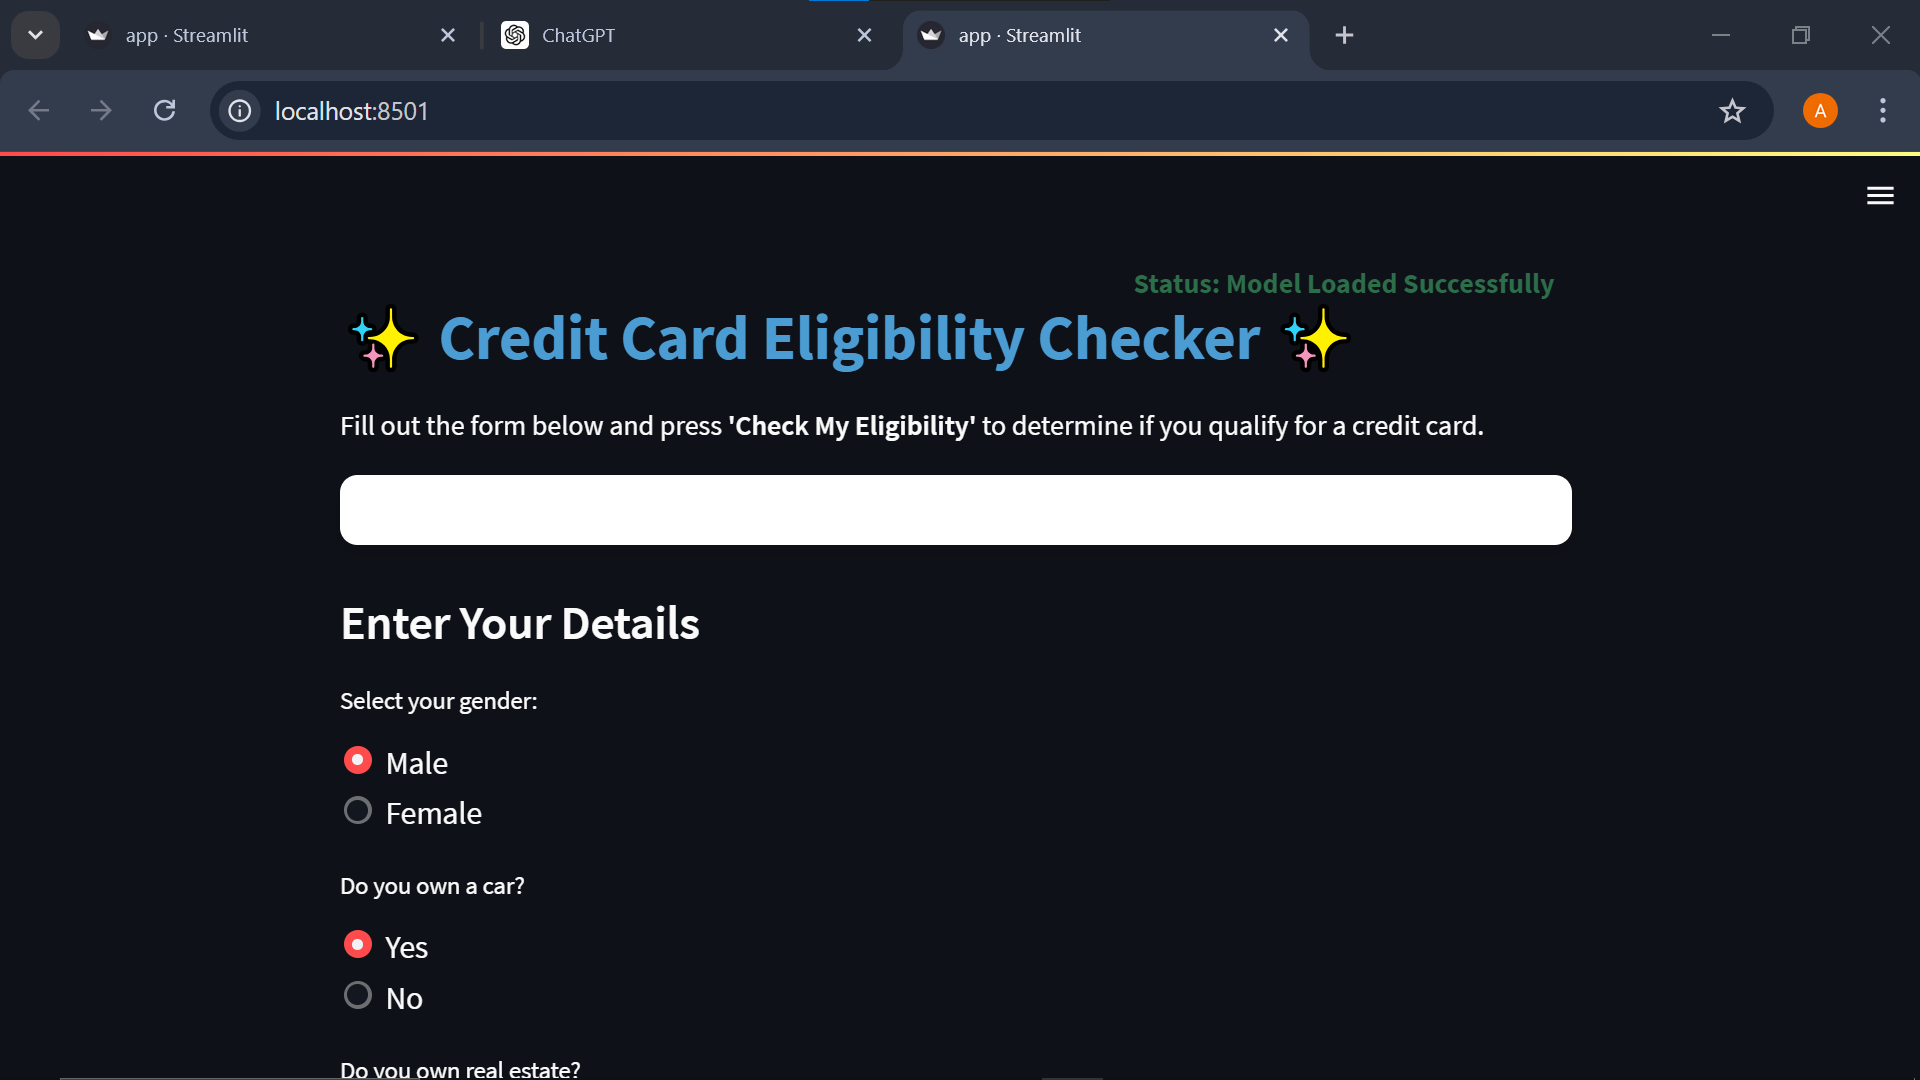 app · Streamlit
ChatGPT
app · Streamlit
localhost:8501
A
Status: Model Loaded Successfully
✨ Credit Card Eligibility Checker ✨
Fill out the form below and press 'Check My Eligibility' to determine if you qualify for a credit card.
Enter Your Details
Select your gender:
Male
Female
Do you own a car?
Yes
No
Do you own real estate?